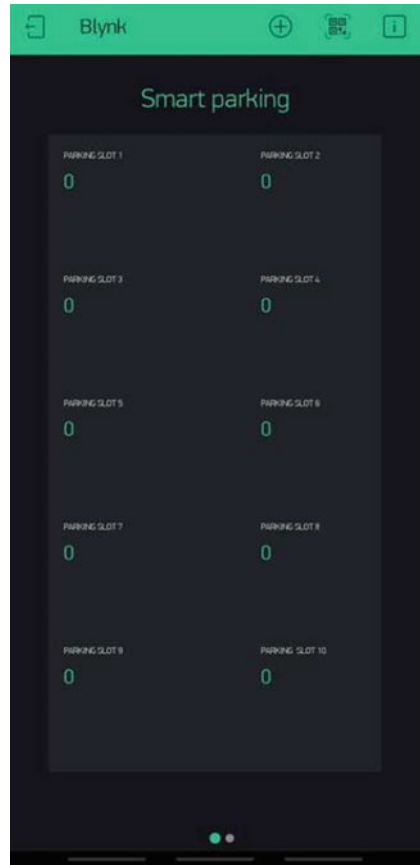 Blynk
Smart parking
PARKING SLOT 1 PARKING SLOT 2
0 0
PARKING SLOT 3 PARKING SLOT 4
0 0
PARKING SLOT 5 PARKING SLOT 6
0 0
PARKING SLOT 7 PARKING SLOT 8
0 0
PARKING SLOT 9 PARKING SLOT 10
0 0